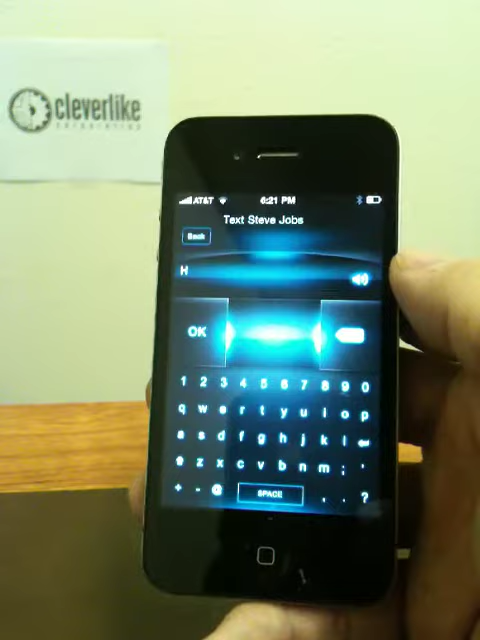 cleverlike
AT&T 6:21 PM
Text Steve Jobs
Back
H
OK
1 2 3 4 5 6 7 8 9 0
q w e r t y u i o p
a s d f g h j k l
z x c v b n m ; '
+ - @ SPACE , . ?